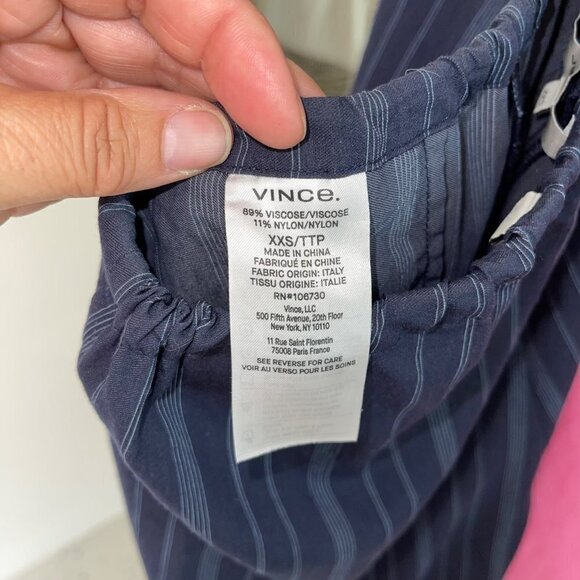 VINCE.
89% VISCOSE/VISCOSE
11% NYLON/NYLON
XXS/TTP
MADE IN CHINA
FABRIQUÉ EN CHINE
FABRIC ORIGIN: ITALY
TISSU ORIGINE: ITALIE
RN#106730
Vince, LLC
500 Fifth Avenue, 20th Floor
New York, NY 10110
11 Rue Saint Florentin
75008 Paris France
SEE REVERSE FOR CARE
VOIR AU VERSO POUR LES